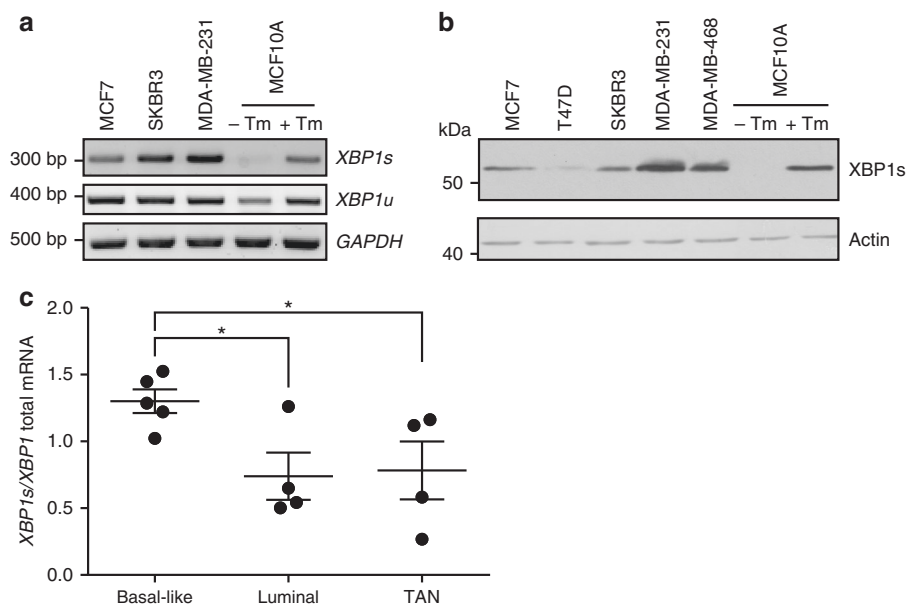 a
MCF7
SKBR3
MDA-MB-231
MCF10A
– Tm + Tm
300 bp
XBP1s
400 bp
XBP1u
500 bp
GAPDH
b
MCF7
T47D
SKBR3
MDA-MB-231
MDA-MB-468
MCF10A
– Tm + Tm
kDa
50
XBP1s
40
Actin
c
XBP1s/XBP1 total mRNA
2.0
1.5
1.0
0.5
0.0
*
*
Basal-like
Luminal
TAN